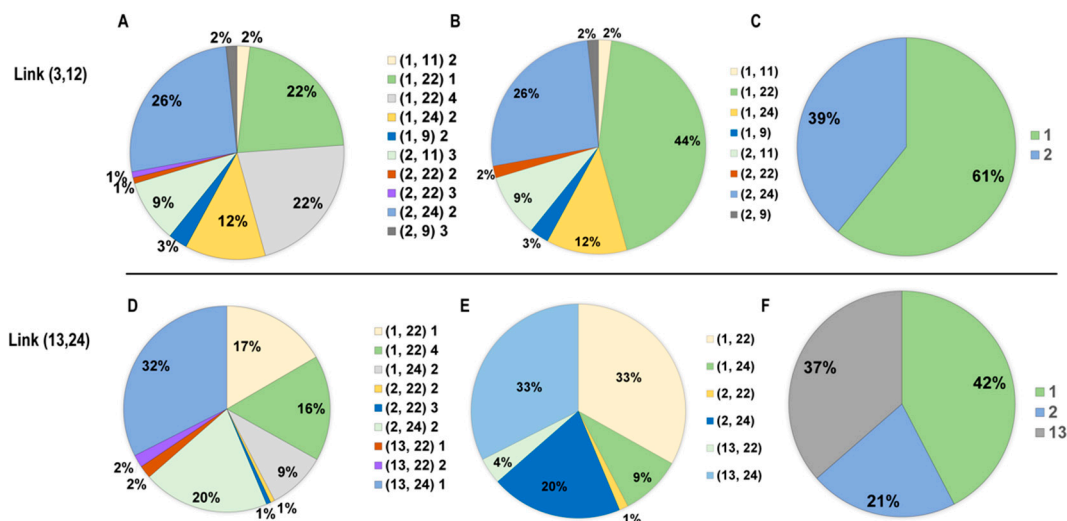 A
B
C
Link (3,12)
2%
2%
22%
22%
12%
3%
9%
1%
1%
26%
(1, 11) 2
(1, 22) 1
(1, 22) 4
(1, 24) 2
(1, 9) 2
(2, 11) 3
(2, 22) 2
(2, 22) 3
(2, 24) 2
(2, 9) 3
2%
2%
44%
12%
3%
9%
2%
26%
(1, 11)
(1, 22)
(1, 24)
(1, 9)
(2, 11)
(2, 22)
(2, 24)
(2, 9)
39%
61%
1
2
D
E
F
Link (13,24)
17%
16%
9%
1%
1%
20%
2%
2%
32%
(1, 22) 1
(1, 22) 4
(1, 24) 2
(2, 22) 2
(2, 22) 3
(2, 24) 2
(13, 22) 1
(13, 22) 2
(13, 24) 1
33%
9%
1%
20%
4%
33%
(1, 22)
(1, 24)
(2, 22)
(2, 24)
(13, 22)
(13, 24)
37%
42%
21%
1
2
13